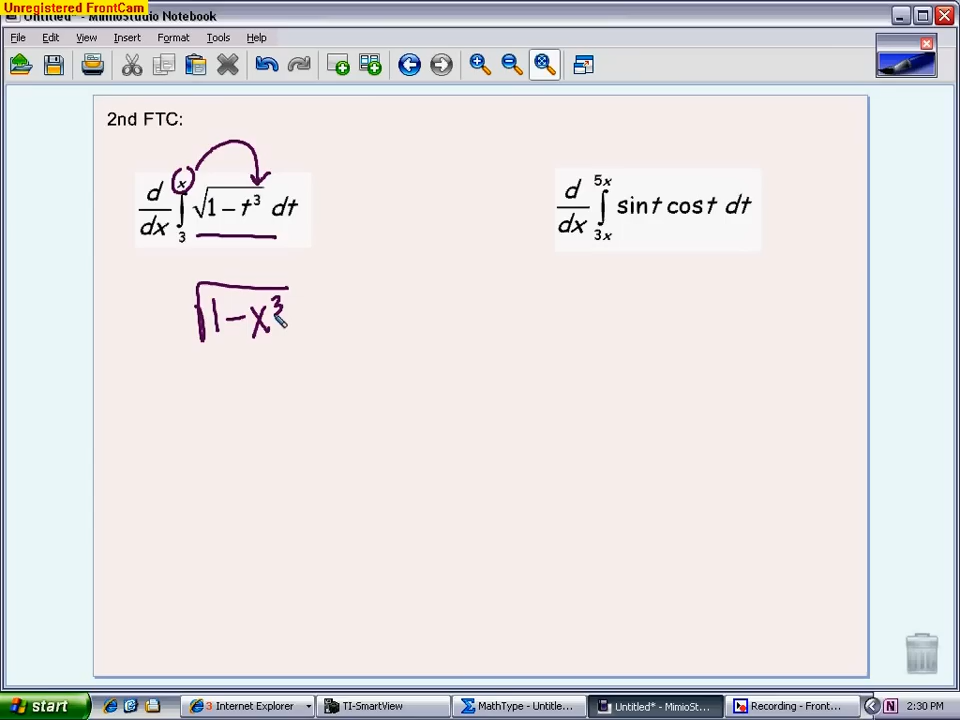 Unregistered FrontCam
Untitled* - MimioStudio Notebook
File Edit View Insert Format Tools Help
2nd FTC:
d/dx ∫_3^x √(1 – t³) dt
d/dx ∫_{3x}^{5x} sin t cos t dt
√(1–x³)
start
3 Internet Explorer
TI-SmartView
MathType - Untitle...
Untitled* - MimioSt...
Recording - Front...
N
2:30 PM